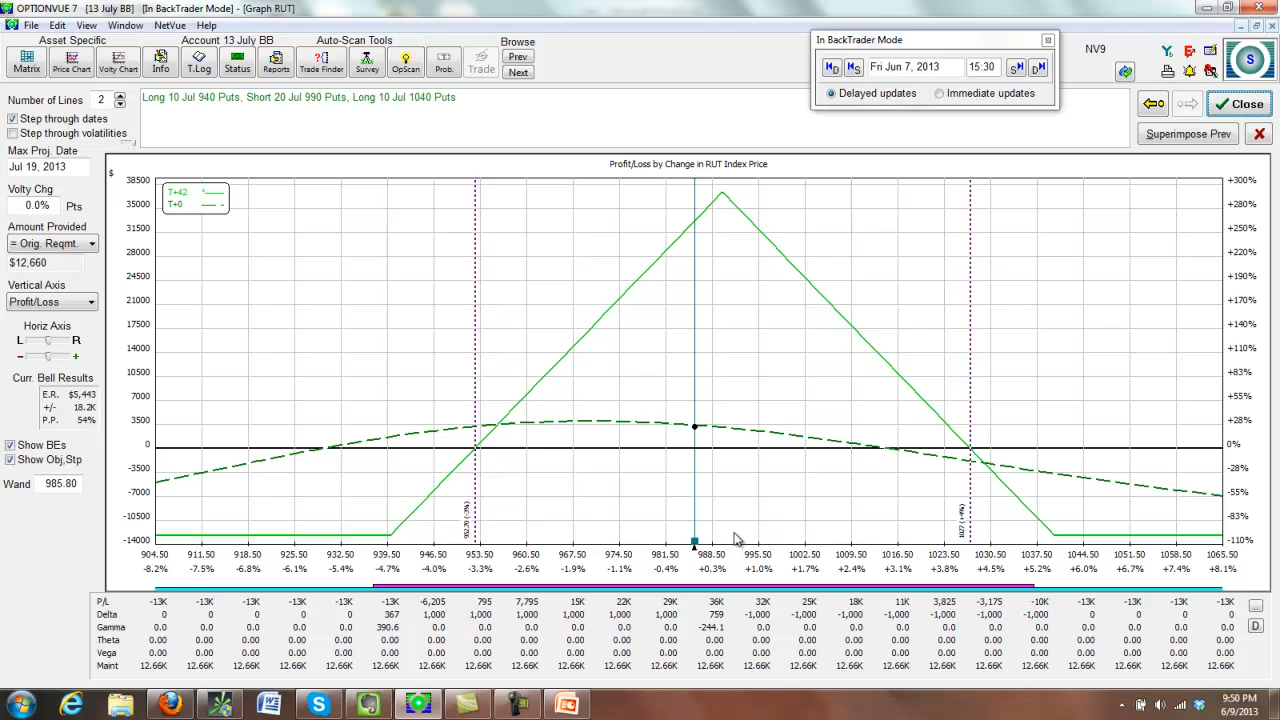 OPTIONVUE 7   [13 July BB]   [In BackTrader Mode] - [Graph RUT]
File Edit View Window NetVue Help
Asset Specific Account 13 July BB Auto-Scan Tools Browse
Matrix Price Chart Volty Chart Info T.Log Status Reports Trade Finder Survey OpScan Prob. Trade
Prev
Next
In BackTrader Mode
Fri Jun 7, 2013 15:30
Delayed updates Immediate updates
NV9
Number of Lines 2
Step through dates
Step through volatilities
Max Proj. Date
Jul 19, 2013
Volty Chg
0.0% Pts
Amount Provided
= Orig. Reqmt.
$12,660
Vertical Axis
Profit/Loss
Horiz Axis
L R
- +
Curr. Bell Results
E.R. $5,443
+/- 18.2K
P.P. 54%
Show BEs
Show Obj,Stp
Wand 985.80
Long 10 Jul 940 Puts, Short 20 Jul 990 Puts, Long 10 Jul 1040 Puts
Close
Superimpose Prev
Profit/Loss by Change in RUT Index Price
$
T+42
T+0
38500
35000
31500
28000
24500
21000
17500
14000
10500
7000
3500
0
-3500
-7000
-10500
-14000
+300%
+280%
+250%
+220%
+190%
+170%
+140%
+110%
+83%
+55%
+28%
0%
-28%
-55%
-83%
-110%
1027 (+4%)
904.50 911.50 918.50 925.50 932.50 939.50 946.50 953.50 960.50 967.50 974.50 981.50 988.50 995.50 1002.50 1009.50 1016.50 1023.50 1030.50 1037.50 1044.50 1051.50 1058.50 1065.50
-8.2% -7.5% -6.8% -6.1% -5.4% -4.7% -4.0% -3.3% -2.6% -1.9% -1.1% -0.4% +0.3% +1.0% +1.7% +2.4% +3.1% +3.8% +4.5% +5.2% +6.0% +6.7% +7.4% +8.1%
P/L -13K -13K -13K -13K -13K -13K -6,205 795 7,795 15K 22K 29K 36K 32K 25K 18K 11K 3,825 -3,175 -10K -13K -13K -13K -13K
Delta 0 0 0 0 0 367 1,000 1,000 1,000 1,000 1,000 1,000 759 -1,000 -1,000 -1,000 -1,000 -1,000 -1,000 -1,000 0 0 0 0
Gamma 0.0 0.0 0.0 0.0 0.0 390.6 0.0 0.0 0.0 0.0 0.0 0.0 -244.1 0.0 0.0 0.0 0.0 0.0 0.0 0.0 0.0 0.0 0.0 0.0
Theta 0.00 0.00 0.00 0.00 0.00 0.00 0.00 0.00 0.00 0.00 0.00 0.00 0.00 0.00 0.00 0.00 0.00 0.00 0.00 0.00 0.00 0.00 0.00 0.00
Vega 0.00 0.00 0.00 0.00 0.00 0.00 0.00 0.00 0.00 0.00 0.00 0.00 0.00 0.00 0.00 0.00 0.00 0.00 0.00 0.00 0.00 0.00 0.00 0.00
Maint 12.66K 12.66K 12.66K 12.66K 12.66K 12.66K 12.66K 12.66K 12.66K 12.66K 12.66K 12.66K 12.66K 12.66K 12.66K 12.66K 12.66K 12.66K 12.66K 12.66K 12.66K 12.66K 12.66K 12.66K
...
D
9:50 PM
6/9/2013